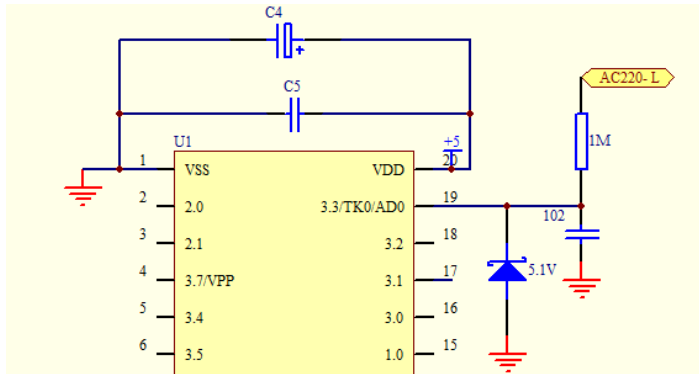 C4
C5
AC220- L
U1
+5
1M
1 VSS VDD 20
2 2.0 3.3/TK0/AD0 19
102
3 2.1 3.2 18
5.1V
4 3.7/VPP 3.1 17
5 3.4 3.0 16
6 3.5 1.0 15